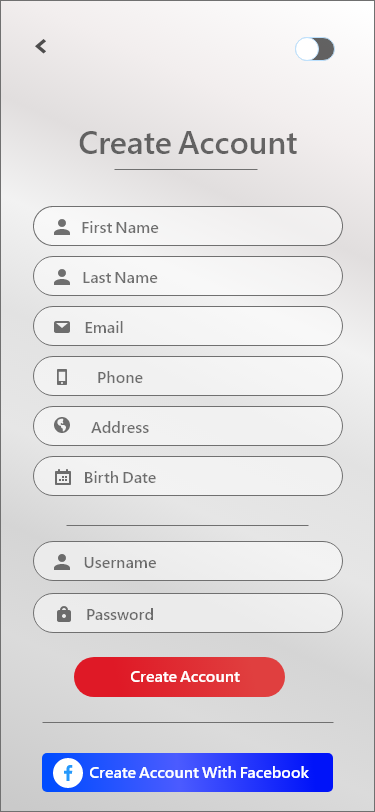 Create Account
First Name
Last Name
Email
Phone
Address
Birth Date
Username
Password
Create Account
Create Account With Facebook